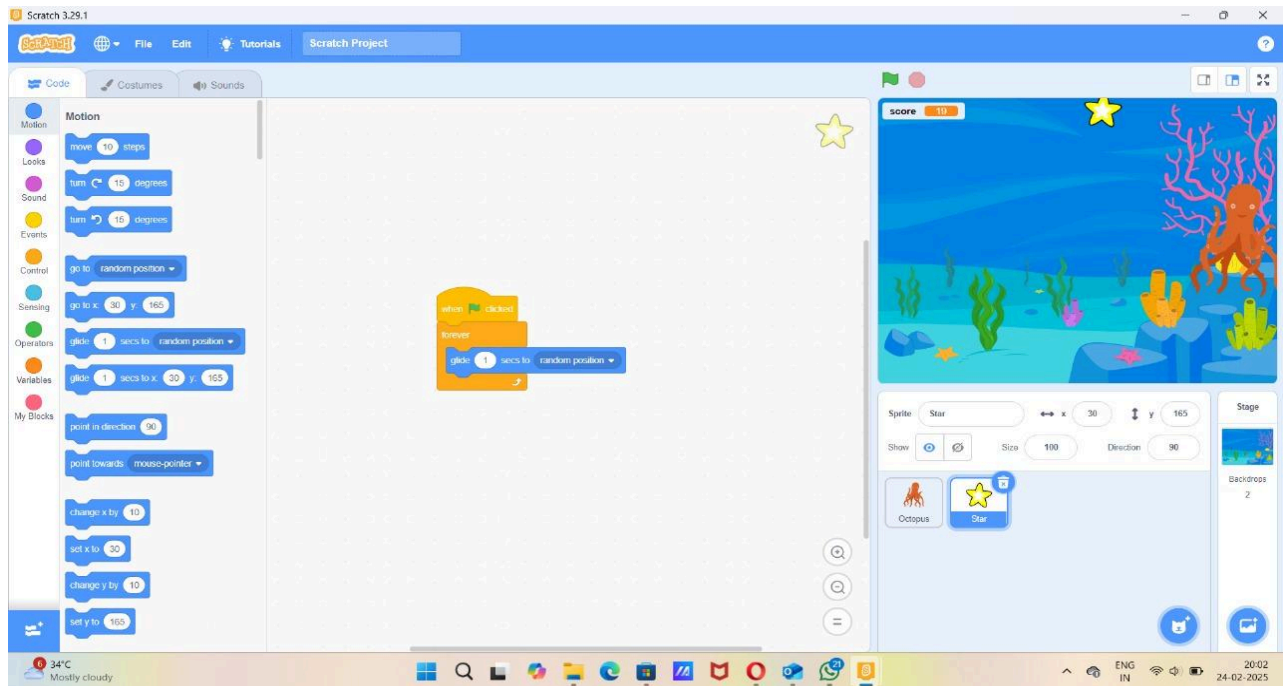 Scratch 3.29.1
SCRATCH File Edit Tutorials Scratch Project ?
Code Costumes Sounds
Motion
Looks
Sound
Events
Control
Sensing
Operators
Variables
My Blocks
Motion
move 10 steps
turn 15 degrees
turn 15 degrees
go to random position
go to x: 30 y: 165
glide 1 secs to random position
glide 1 secs to x: 30 y: 165
point in direction 90
point towards mouse-pointer
change x by 10
set x to 30
change y by 10
set y to 165
when clicked
forever
glide 1 secs to random position
score 19
Sprite Star x 30 y 165
Show Size 100 Direction 90
Octopus
Star
Stage
Backdrops
2
6 34°C
Mostly cloudy
21
ENG
IN
20:02
24-02-2025